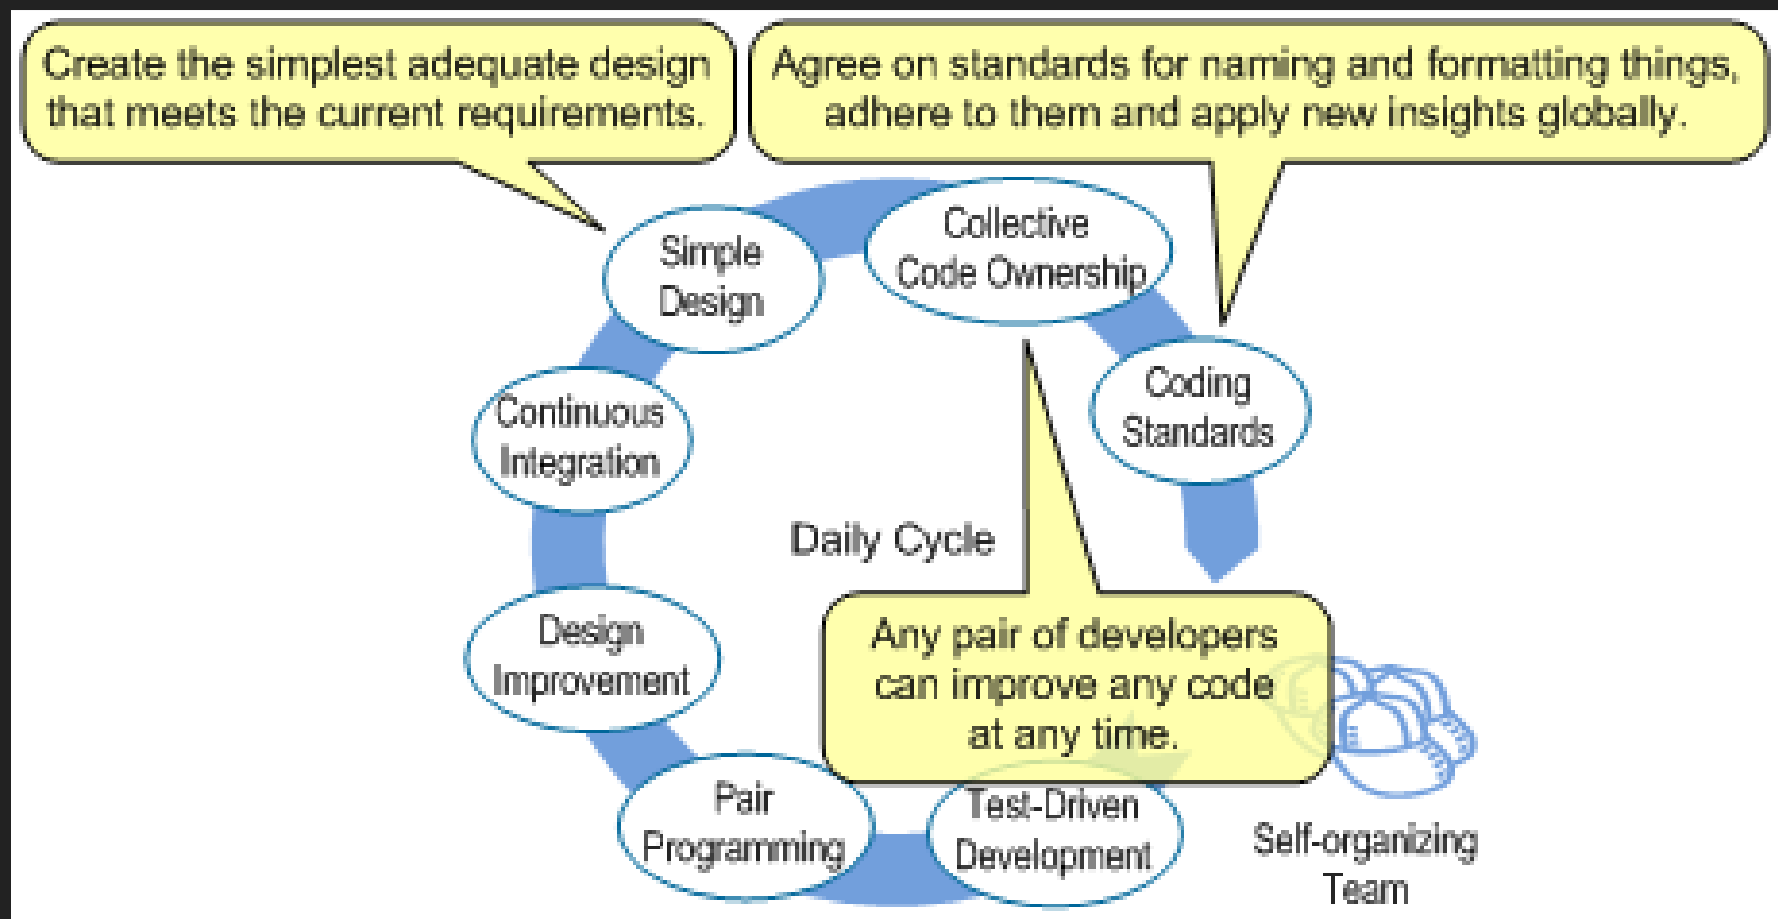 Create the simplest adequate design
that meets the current requirements.
Agree on standards for naming and formatting things,
adhere to them and apply new insights globally.
Collective
Code Ownership
Simple
Design
Coding
Standards
Continuous
Integration
Daily Cycle
Design
Improvement
Any pair of developers
can improve any code
at any time.
Pair
Programming
Test-Driven
Development
Self-organizing
Team